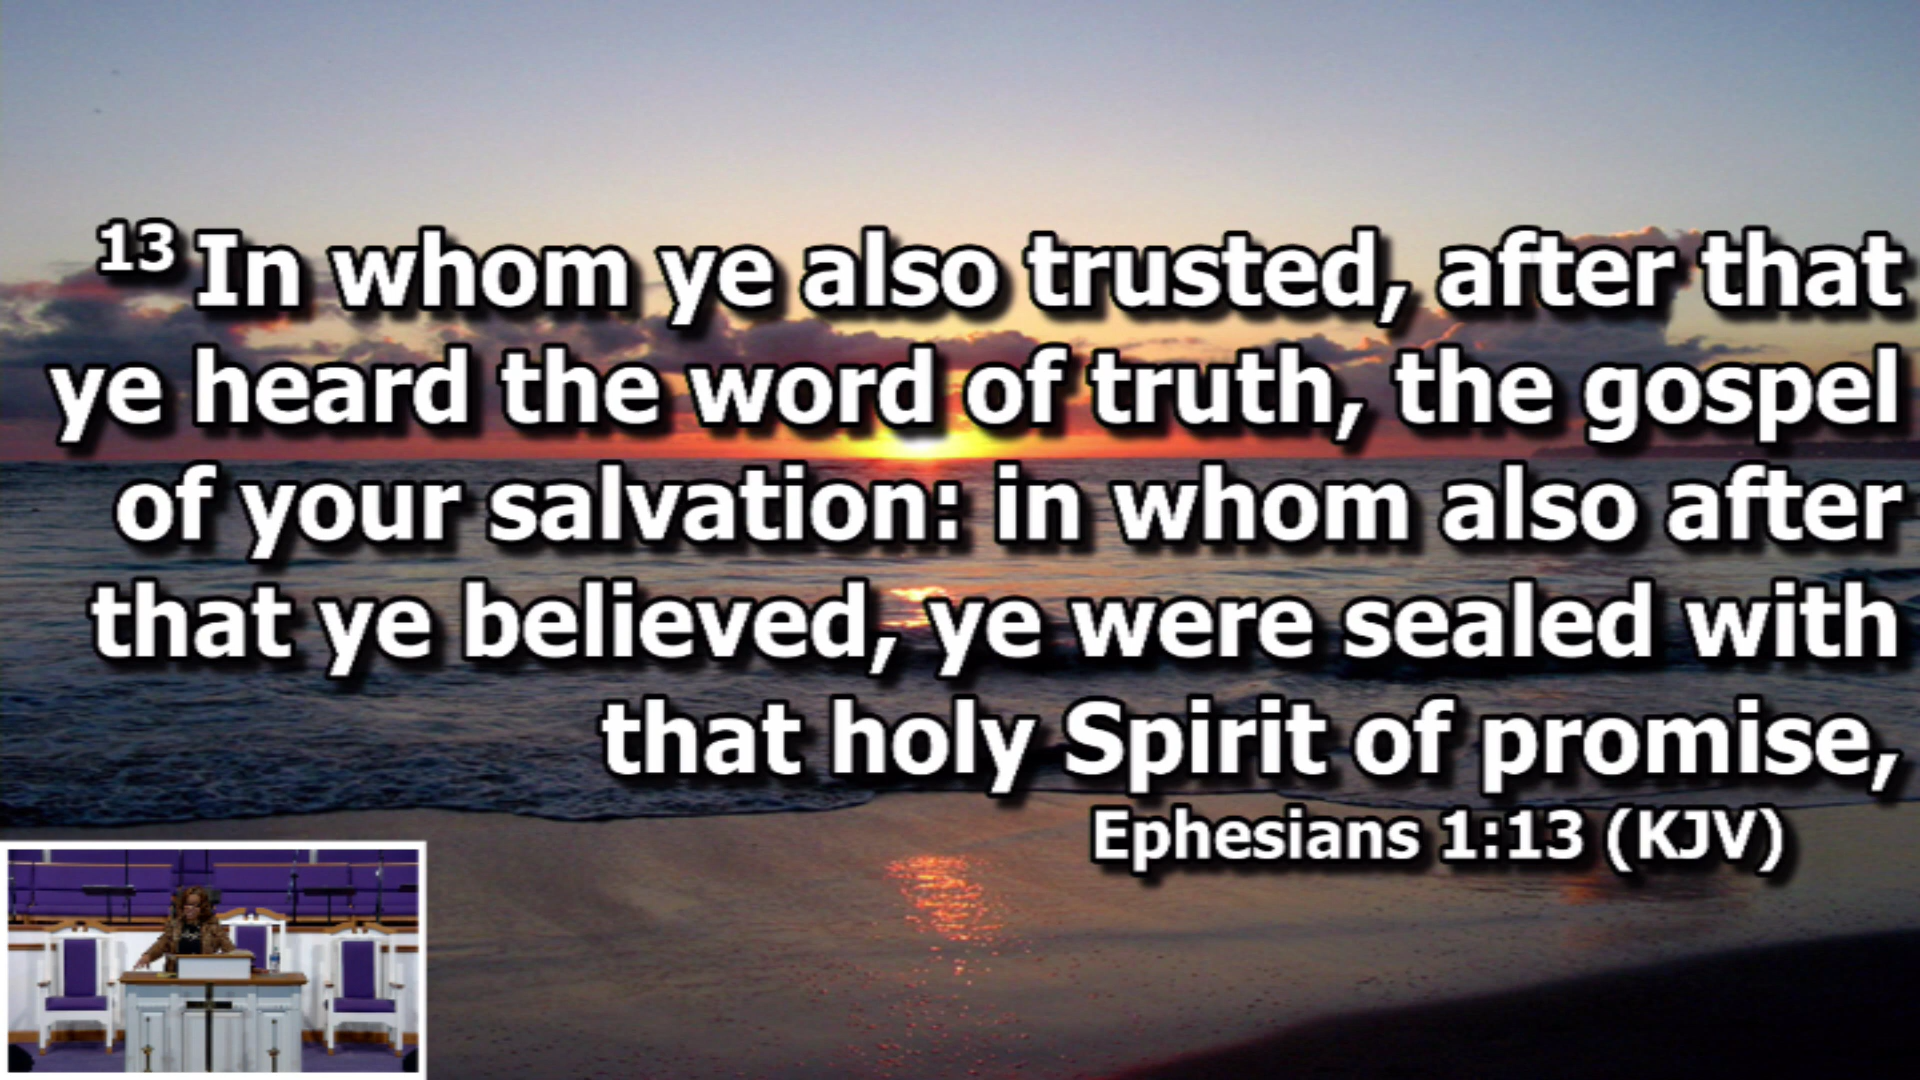 13 In whom ye also trusted, after that
ye heard the word of truth, the gospel
of your salvation: in whom also after
that ye believed, ye were sealed with
that holy Spirit of promise,
Ephesians 1:13 (KJV)